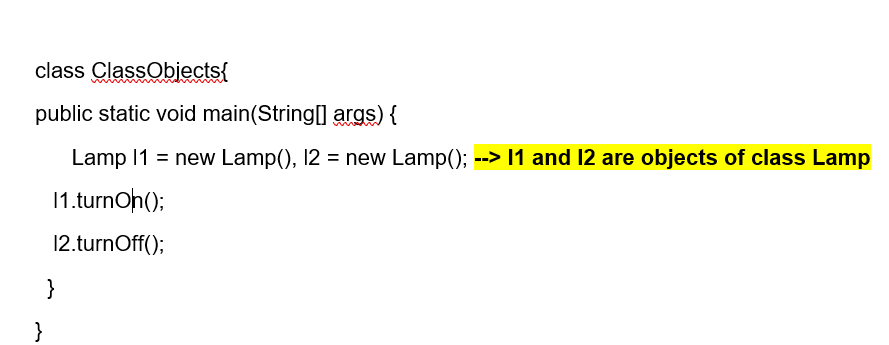 class ClassObjects{
public static void main(String[] args) {
Lamp l1 = new Lamp(), l2 = new Lamp(); --> l1 and l2 are objects of class Lamp
l1.turnOn();
l2.turnOff();
}
}